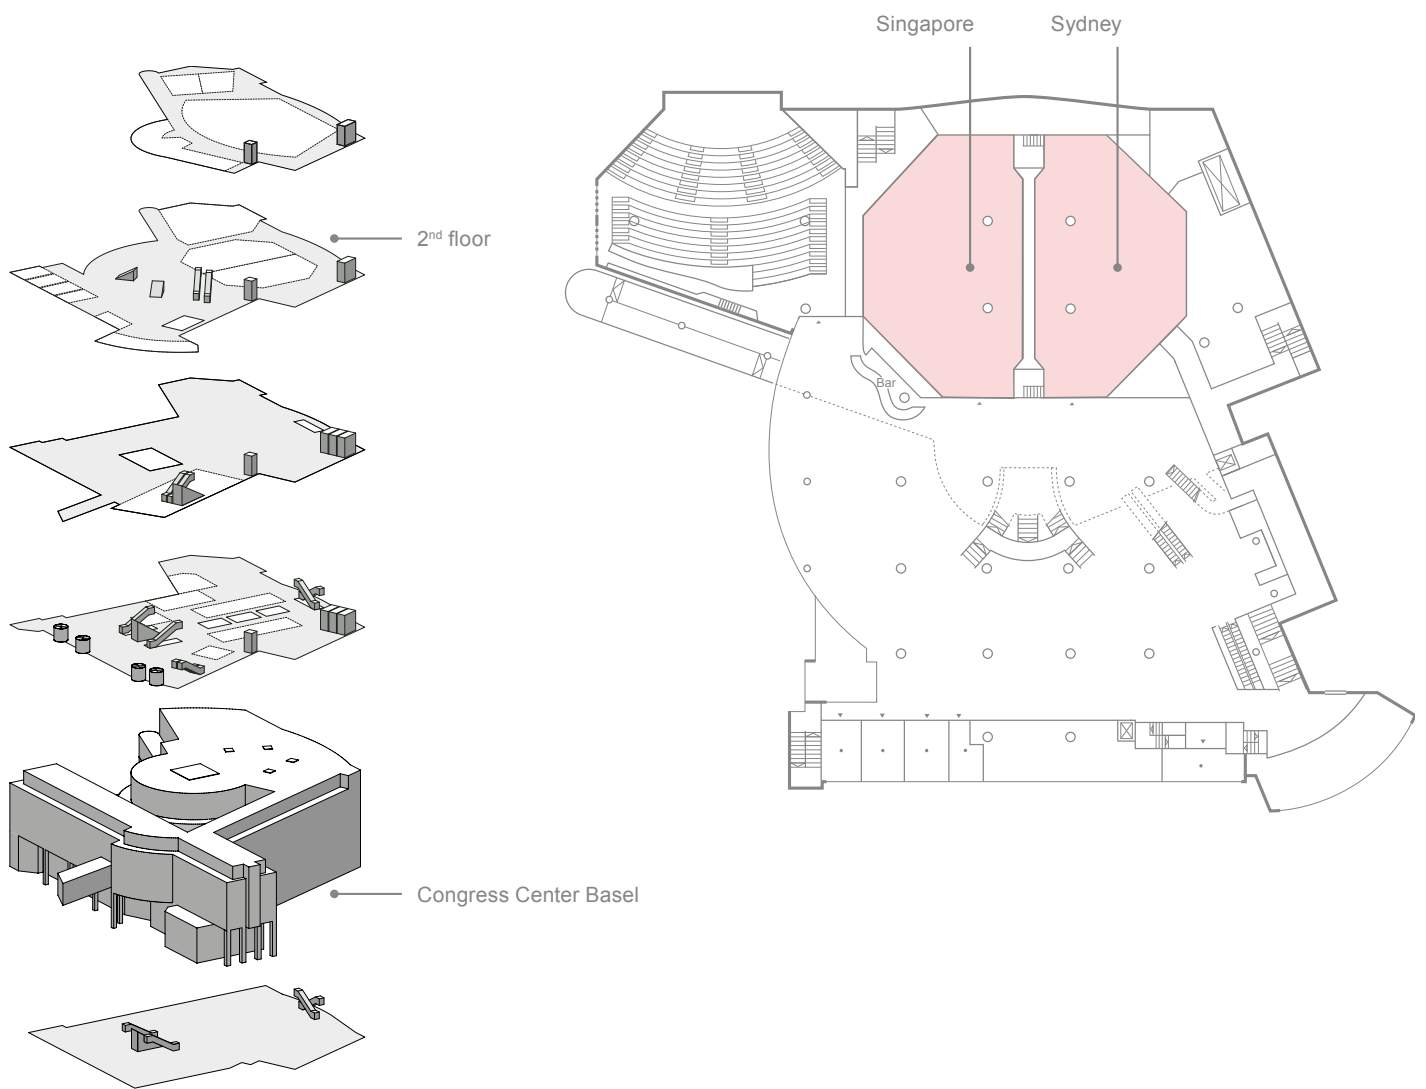 Singapore
Sydney
2nd floor
Bar
Congress Center Basel